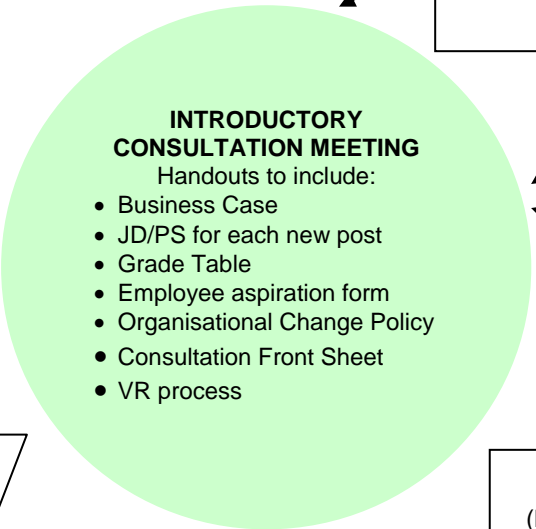 INTRODUCTORY
CONSULTATION MEETING
Handouts to include:
• Business Case
• JD/PS for each new post
• Grade Table
• Employee aspiration form
• Organisational Change Policy
• Consultation Front Sheet
• VR process